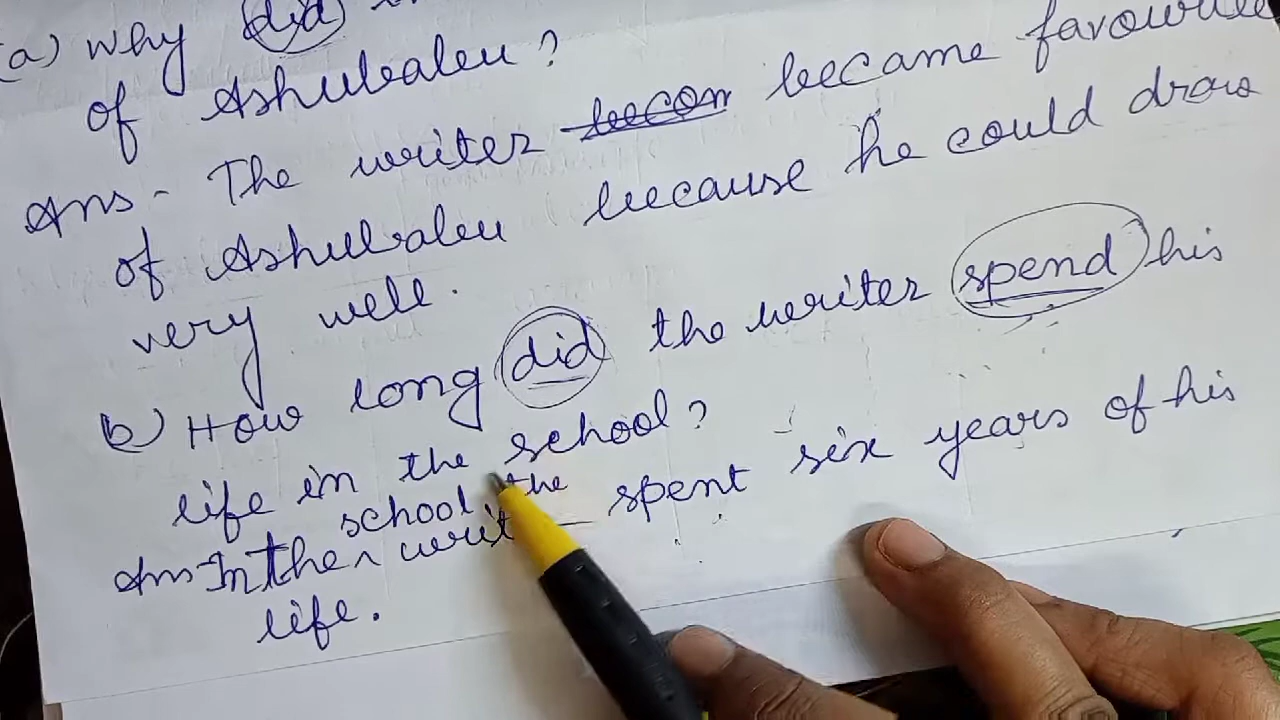 (a) Why did
of Ashubabu?
Ans - The writer became favourite
of Ashubabu because he could draw
very well.
b) How long did the writer spend his
life in the school?
school, the
Ans- In the ^ spent six years of his
life.